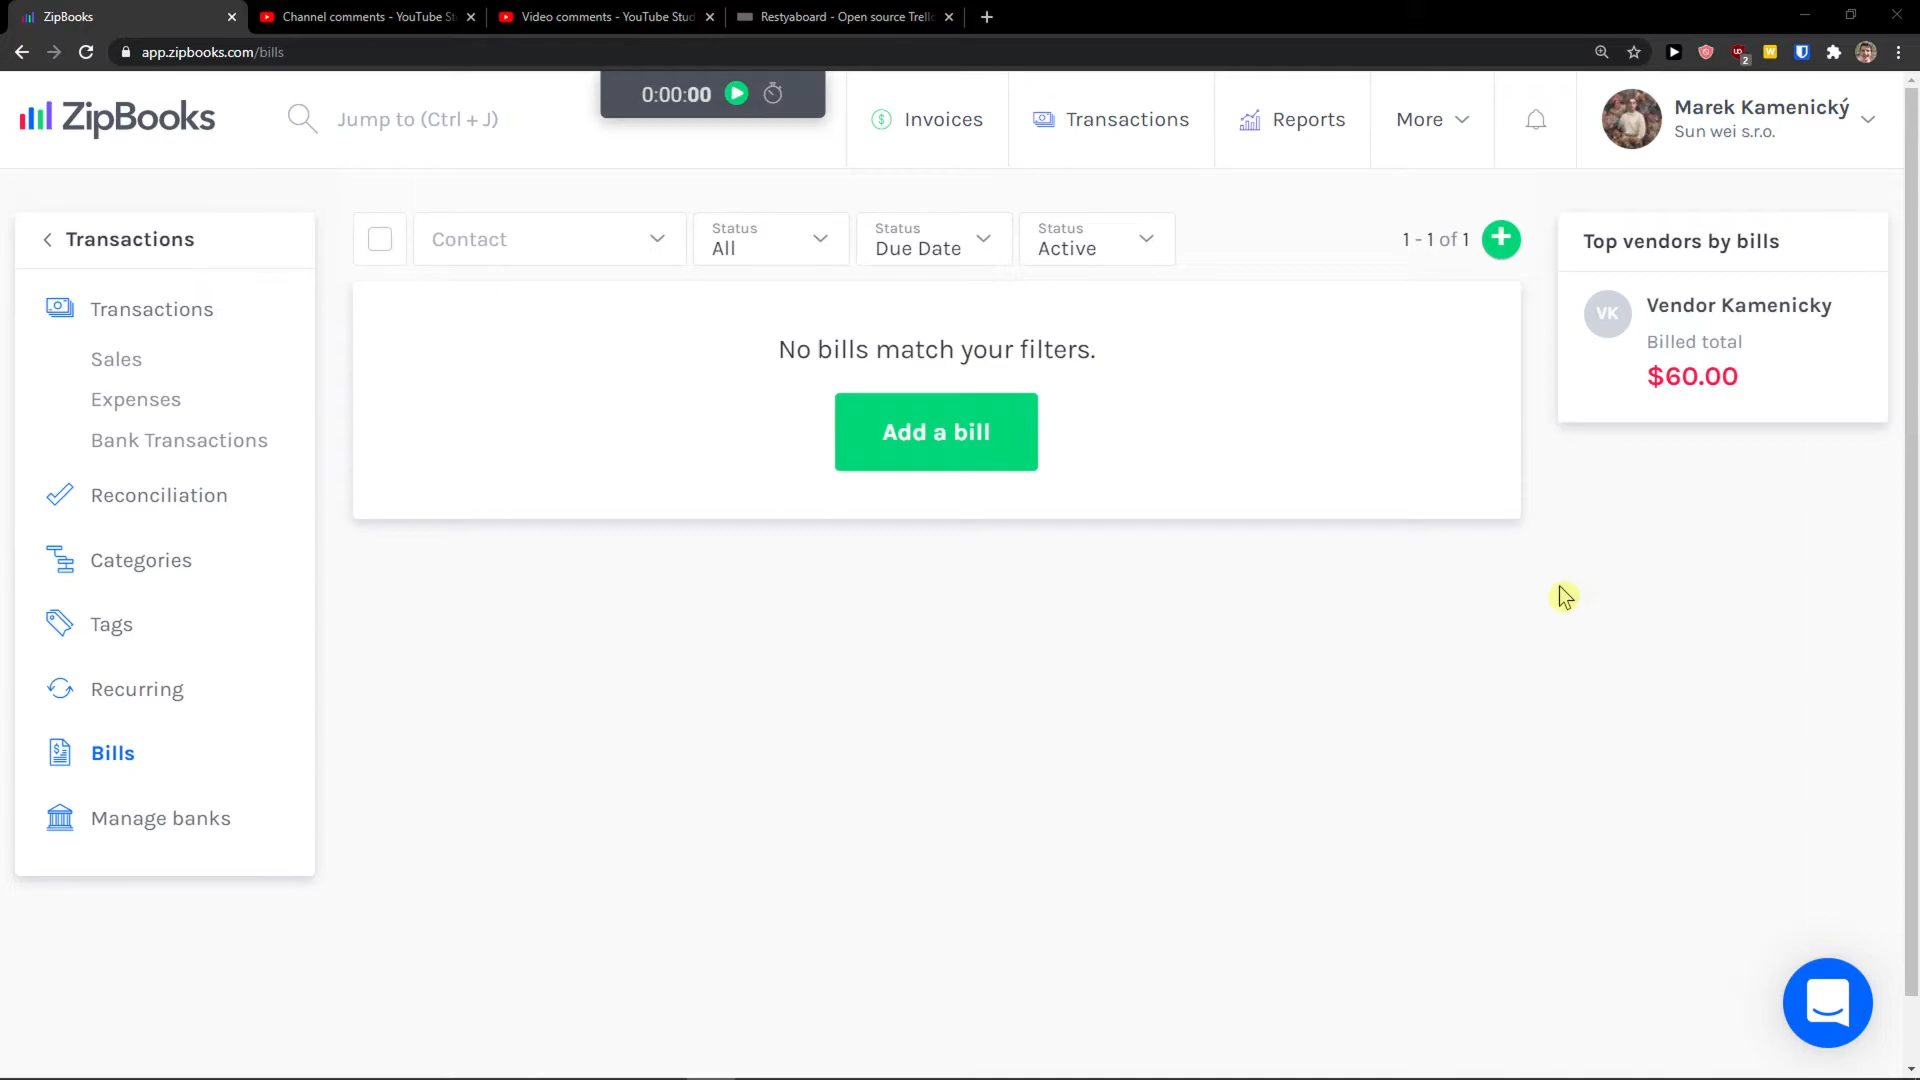 ZipBooks
Channel comments - YouTube St
Video comments - YouTube Stud
Restyaboard - Open source Trell
app.zipbooks.com/bills
2
ZipBooks
Jump to (Ctrl + J)
0:00:00
Invoices
Transactions
Reports
More
Marek Kamenický
Sun wei s.r.o.
Transactions
Transactions
Sales
Expenses
Bank Transactions
Reconciliation
Categories
Tags
Recurring
Bills
Manage banks
Contact
Status
All
Status
Due Date
Status
Active
1 - 1 of 1
No bills match your filters.
Add a bill
Top vendors by bills
VK
Vendor Kamenicky
Billed total
$60.00